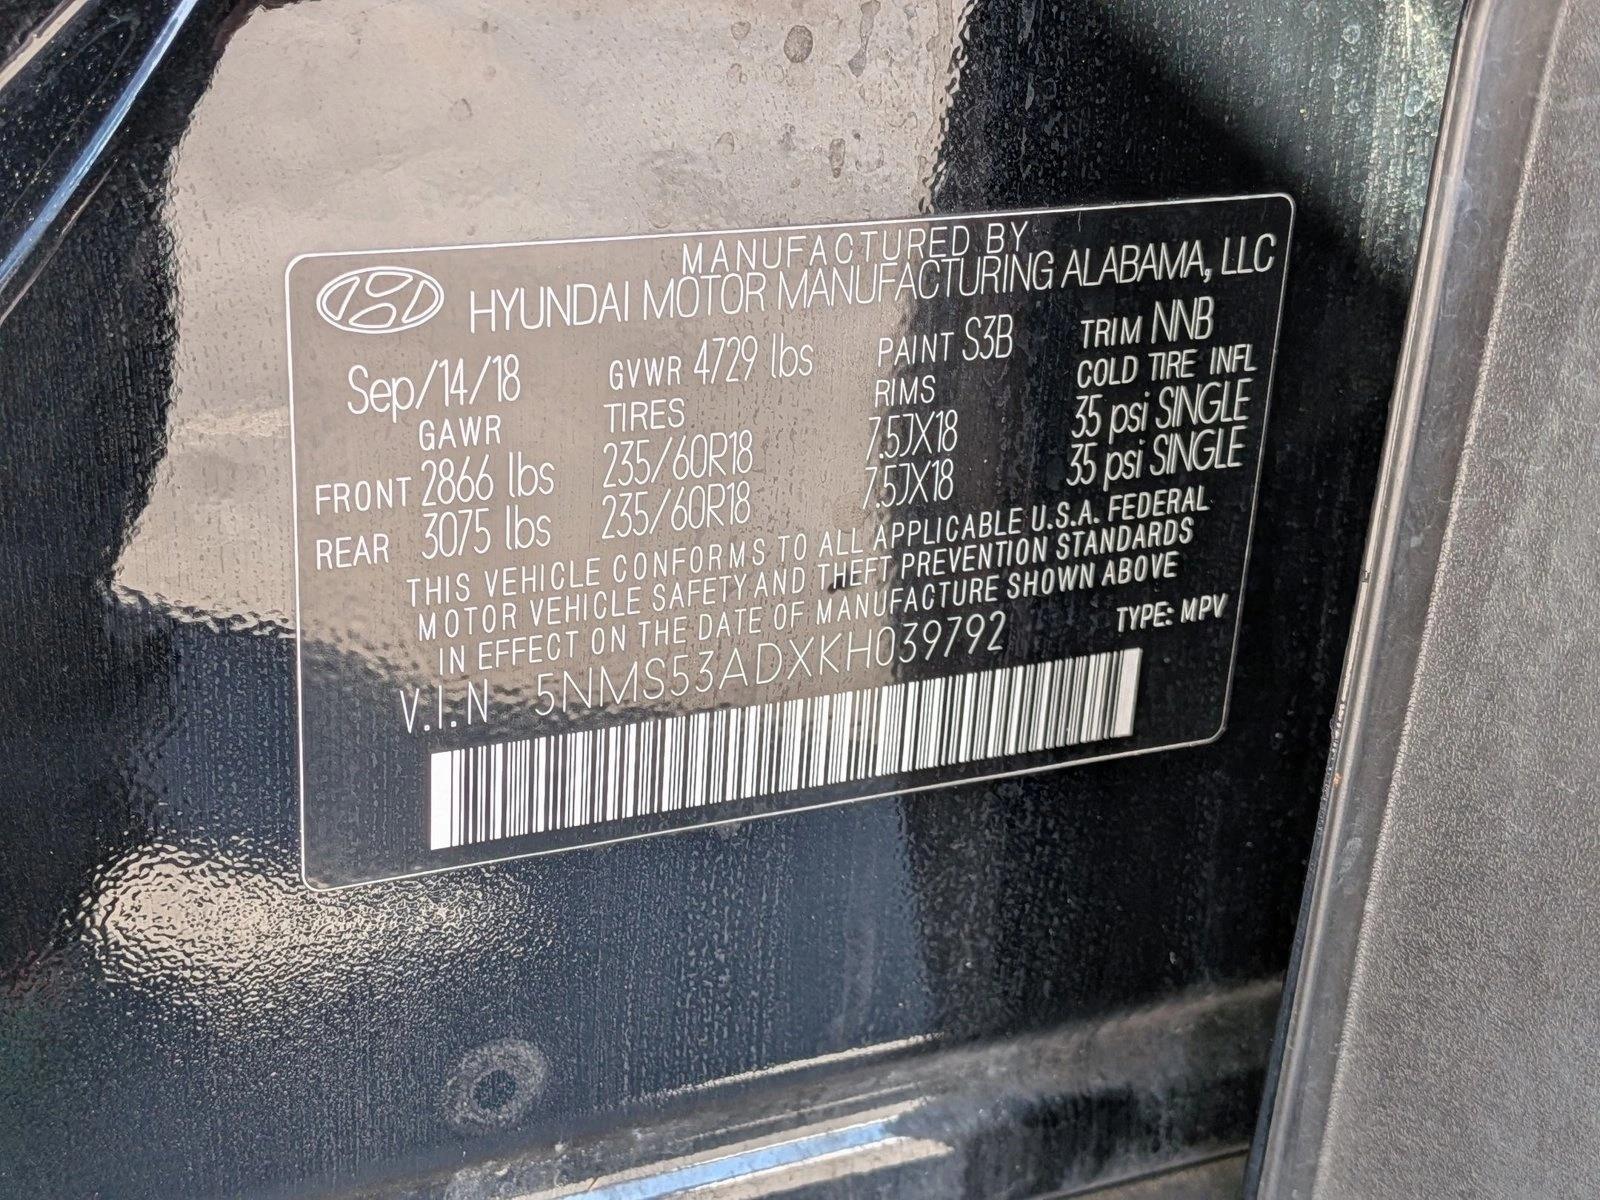 MANUFACTURED BY
HYUNDAI MOTOR MANUFACTURING ALABAMA, LLC
Sep/14/18 GVWR 4729 lbs PAINT S3B TRIM NNB
GAWR TIRES RIMS COLD TIRE INFL
FRONT 2866 lbs 235/60R18 7.5JX18 35 psi SINGLE
REAR 3075 lbs 235/60R18 7.5JX18 35 psi SINGLE
THIS VEHICLE CONFORMS TO ALL APPLICABLE U.S.A. FEDERAL
MOTOR VEHICLE SAFETY AND THEFT PREVENTION STANDARDS
IN EFFECT ON THE DATE OF MANUFACTURE SHOWN ABOVE
V.I.N 5NMS53ADXKH039792 TYPE: MPV